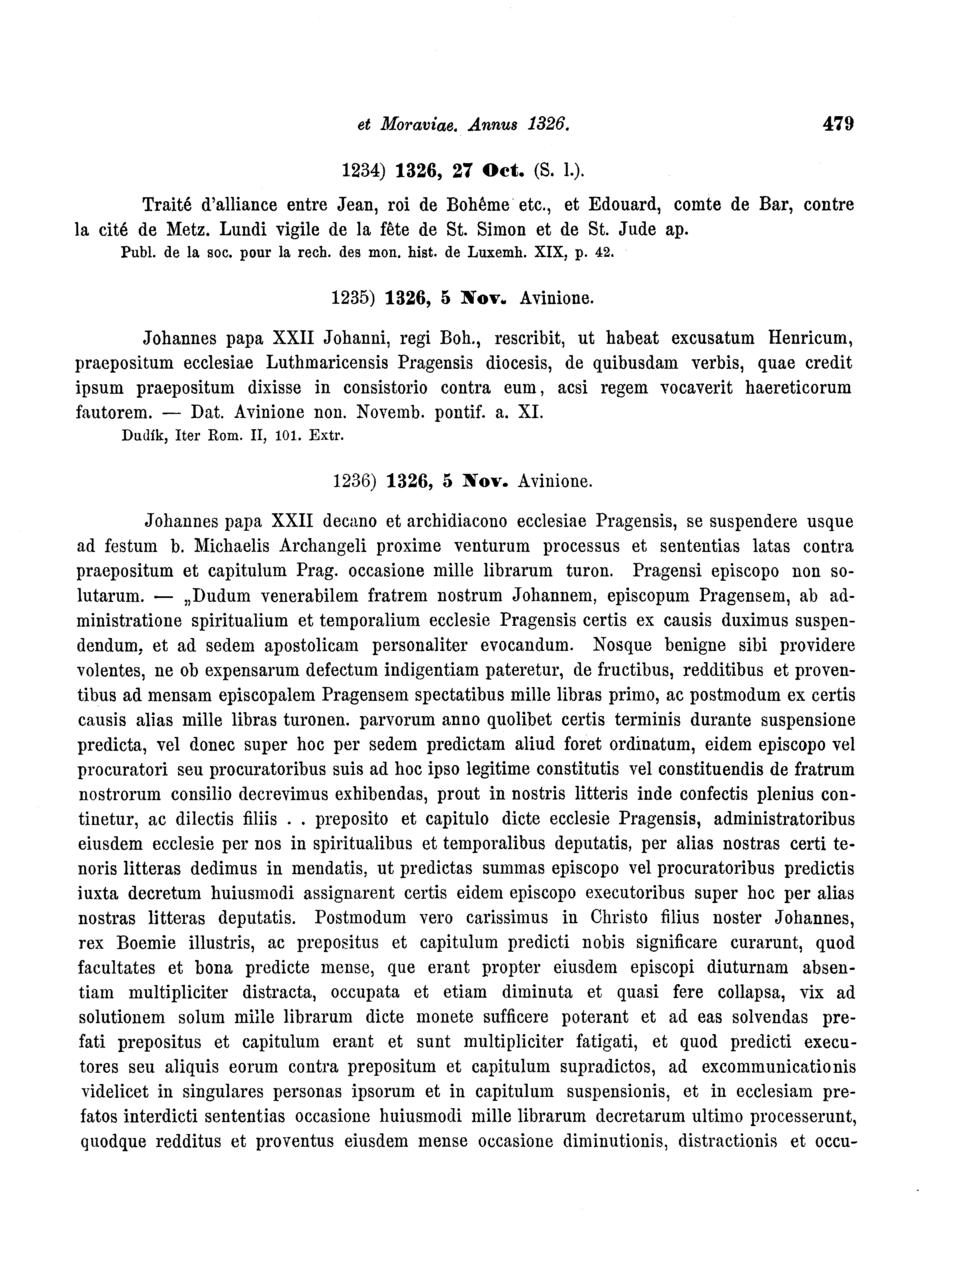 et Moraviae. Annus 1326. 479
1234) 1326, 27 Oct. (S. l.).
Traité d'alliance entre Jean, roi de Bohême etc., et Edouard, comte de Bar, contre
la cité de Metz. Lundi vigile de la fête de St. Simon et de St. Jude ap.
Publ. de la soc. pour la rech. des mon. hist. de Luxemb. XIX, p. 42.
1235) 1326, 5 Nov. Avinione.
Johannes papa XXII Johanni, regi Boh., rescribit, ut habeat excusatum Henricum,
praepositum ecclesiae Luthmaricensis Pragensis diocesis, de quibusdam verbis, quae credit
ipsum praepositum dixisse in consistorio contra eum, acsi regem vocaverit haereticorum
fautorem. — Dat. Avinione non. Novemb. pontif. a. XI.
Dudík, Iter Rom. II, 101. Extr.
1236) 1326, 5 Nov. Avinione.
Johannes papa XXII decano et archidiacono ecclesiae Pragensis, se suspendere usque
ad festum b. Michaelis Archangeli proxime venturum processus et sententias latas contra
praepositum et capitulum Prag. occasione mille librarum turon. Pragensi episcopo non so-
lutarum. — „Dudum venerabilem fratrem nostrum Johannem, episcopum Pragensem, ab ad-
ministratione spiritualium et temporalium ecclesie Pragensis certis ex causis duximus suspen-
dendum, et ad sedem apostolicam personaliter evocandum. Nosque benigne sibi providere
volentes, ne ob expensarum defectum indigentiam pateretur, de fructibus, redditibus et proven-
tibus ad mensam episcopalem Pragensem spectatibus mille libras primo, ac postmodum ex certis
causis alias mille libras turonen. parvorum anno quolibet certis terminis durante suspensione
predicta, vel donec super hoc per sedem predictam aliud foret ordinatum, eidem episcopo vel
procuratori seu procuratoribus suis ad hoc ipso legitime constitutis vel constituendis de fratrum
nostrorum consilio decrevimus exhibendas, prout in nostris litteris inde confectis plenius con-
tinetur, ac dilectis filiis . . preposito et capitulo dicte ecclesie Pragensis, administratoribus
eiusdem ecclesie per nos in spiritualibus et temporalibus deputatis, per alias nostras certi te-
noris litteras dedimus in mendatis, ut predictas summas episcopo vel procuratoribus predictis
iuxta decretum huiusmodi assignarent certis eidem episcopo executoribus super hoc per alias
nostras litteras deputatis. Postmodum vero carissimus in Christo filius noster Johannes,
rex Boemie illustris, ac prepositus et capitulum predicti nobis significare curarunt, quod
facultates et bona predicte mense, que erant propter eiusdem episcopi diuturnam absen-
tiam multipliciter distracta, occupata et etiam diminuta et quasi fere collapsa, vix ad
solutionem solum mille librarum dicte monete sufficere poterant et ad eas solvendas pre-
fati prepositus et capitulum erant et sunt multipliciter fatigati, et quod predicti execu-
tores seu aliquis eorum contra prepositum et capitulum supradictos, ad excommunicationis
videlicet in singulares personas ipsorum et in capitulum suspensionis, et in ecclesiam pre-
fatos interdicti sententias occasione huiusmodi mille librarum decretarum ultimo processerunt,
quodque redditus et proventus eiusdem mense occasione diminutionis, distractionis et occu-